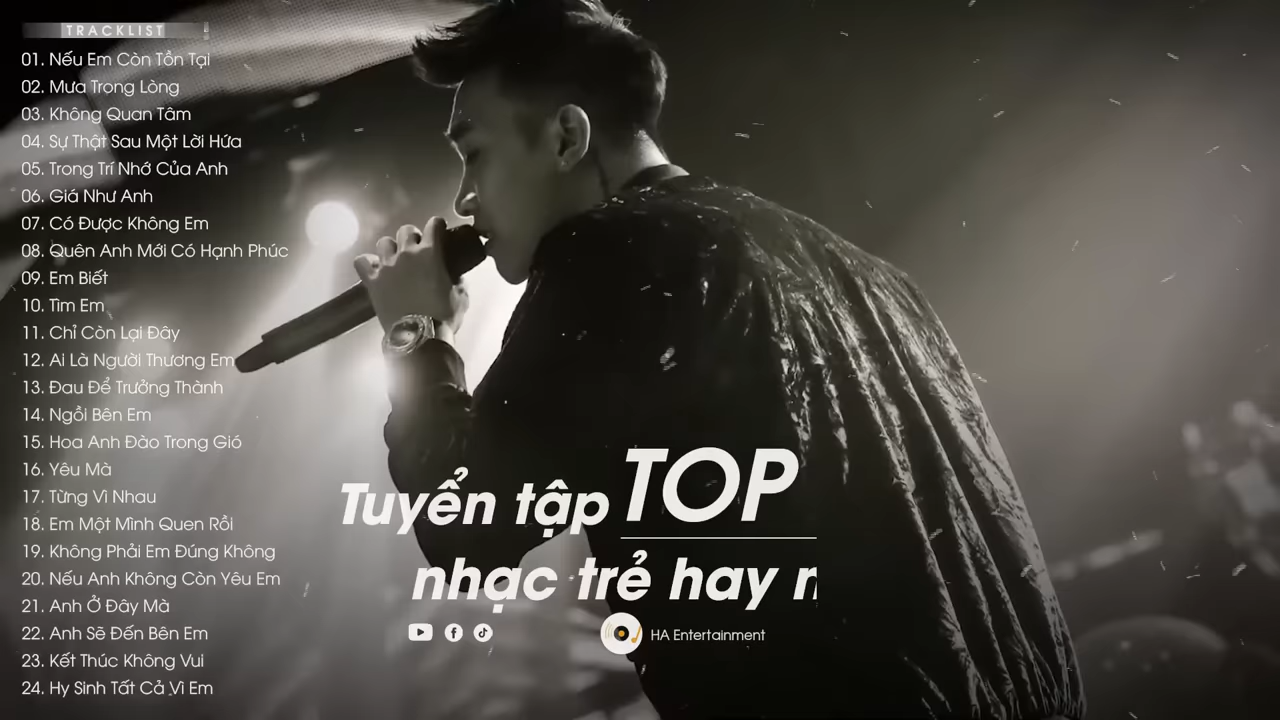 TRACKLIST
01. Nếu Em Còn Tồn Tại
02. Mưa Trong Lòng
03. Không Quan Tâm
04. Sự Thật Sau Một Lời Hứa
05. Trong Trí Nhớ Của Anh
06. Giá Như Anh
07. Có Được Không Em
08. Quên Anh Mới Có Hạnh Phúc
09. Em Biết
10. Tìm Em
11. Chỉ Còn Lại Đây
12. Ai Là Người Thương Em
13. Đau Để Trưởng Thành
14. Ngồi Bên Em
15. Hoa Anh Đào Trong Gió
16. Yêu Mà
17. Từng Vì Nhau
18. Em Một Mình Quen Rồi
19. Không Phải Em Đúng Không
20. Nếu Anh Không Còn Yêu Em
21. Anh Ở Đây Mà
22. Anh Sẽ Đến Bên Em
23. Kết Thúc Không Vui
24. Hy Sinh Tất Cả Vì Em
Tuyển tập TOP
nhạc trẻ hay
HA Entertainment